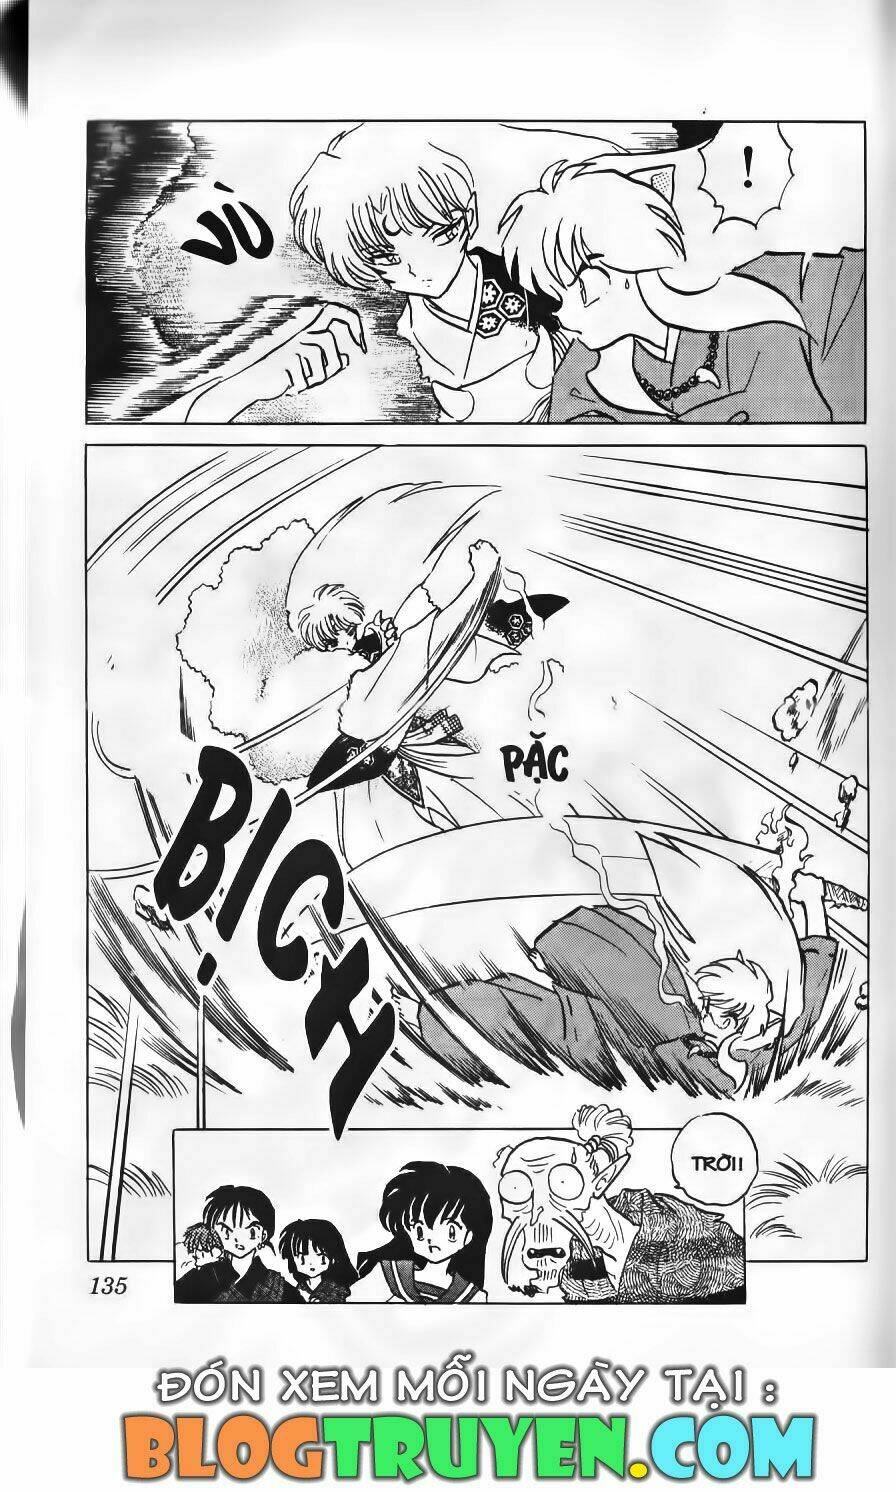 VÙ
!
PẶC
BỊCH
TRỜI!
135
ĐÓN XEM MỖI NGÀY TẠI :
BLOGTRUYEN.COM